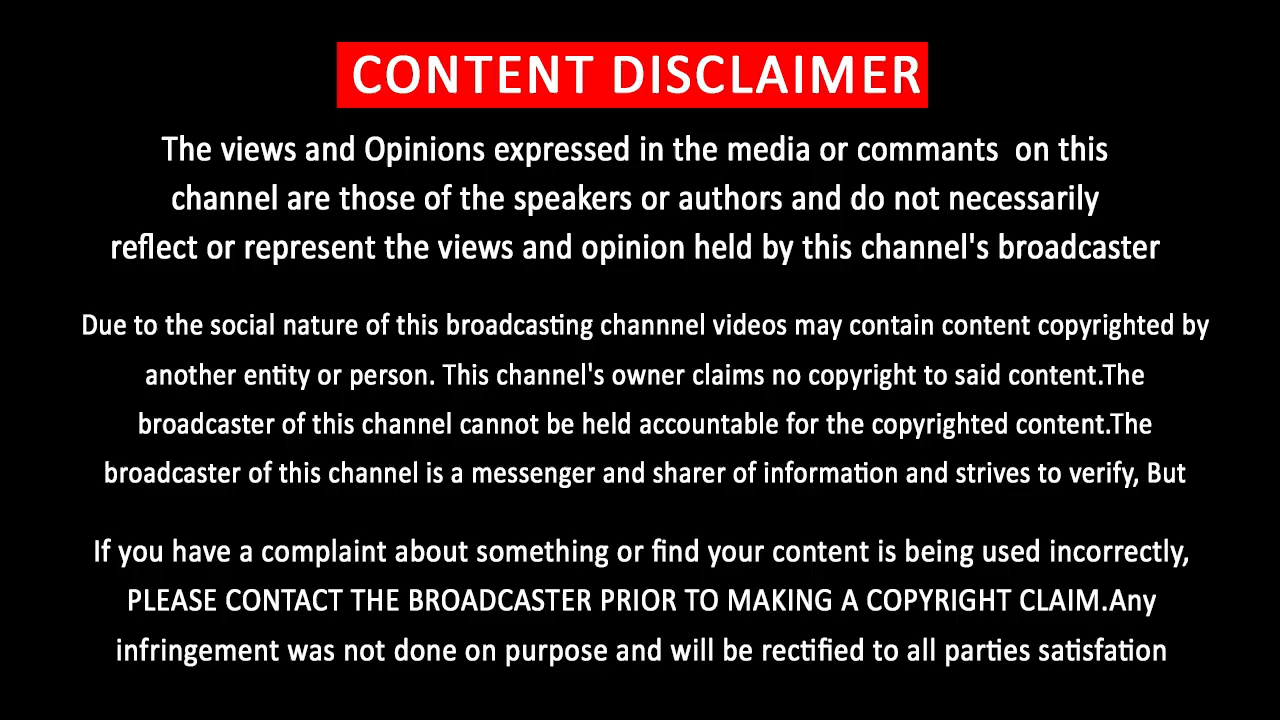 CONTENT DISCLAIMER
The views and Opinions expressed in the media or commants on this
channel are those of the speakers or authors and do not necessarily
reflect or represent the views and opinion held by this channel's broadcaster
Due to the social nature of this broadcasting channnel videos may contain content copyrighted by
another entity or person. This channel's owner claims no copyright to said content.The
broadcaster of this channel cannot be held accountable for the copyrighted content.The
broadcaster of this channel is a messenger and sharer of information and strives to verify, But
If you have a complaint about something or find your content is being used incorrectly,
PLEASE CONTACT THE BROADCASTER PRIOR TO MAKING A COPYRIGHT CLAIM.Any
infringement was not done on purpose and will be rectified to all parties satisfation